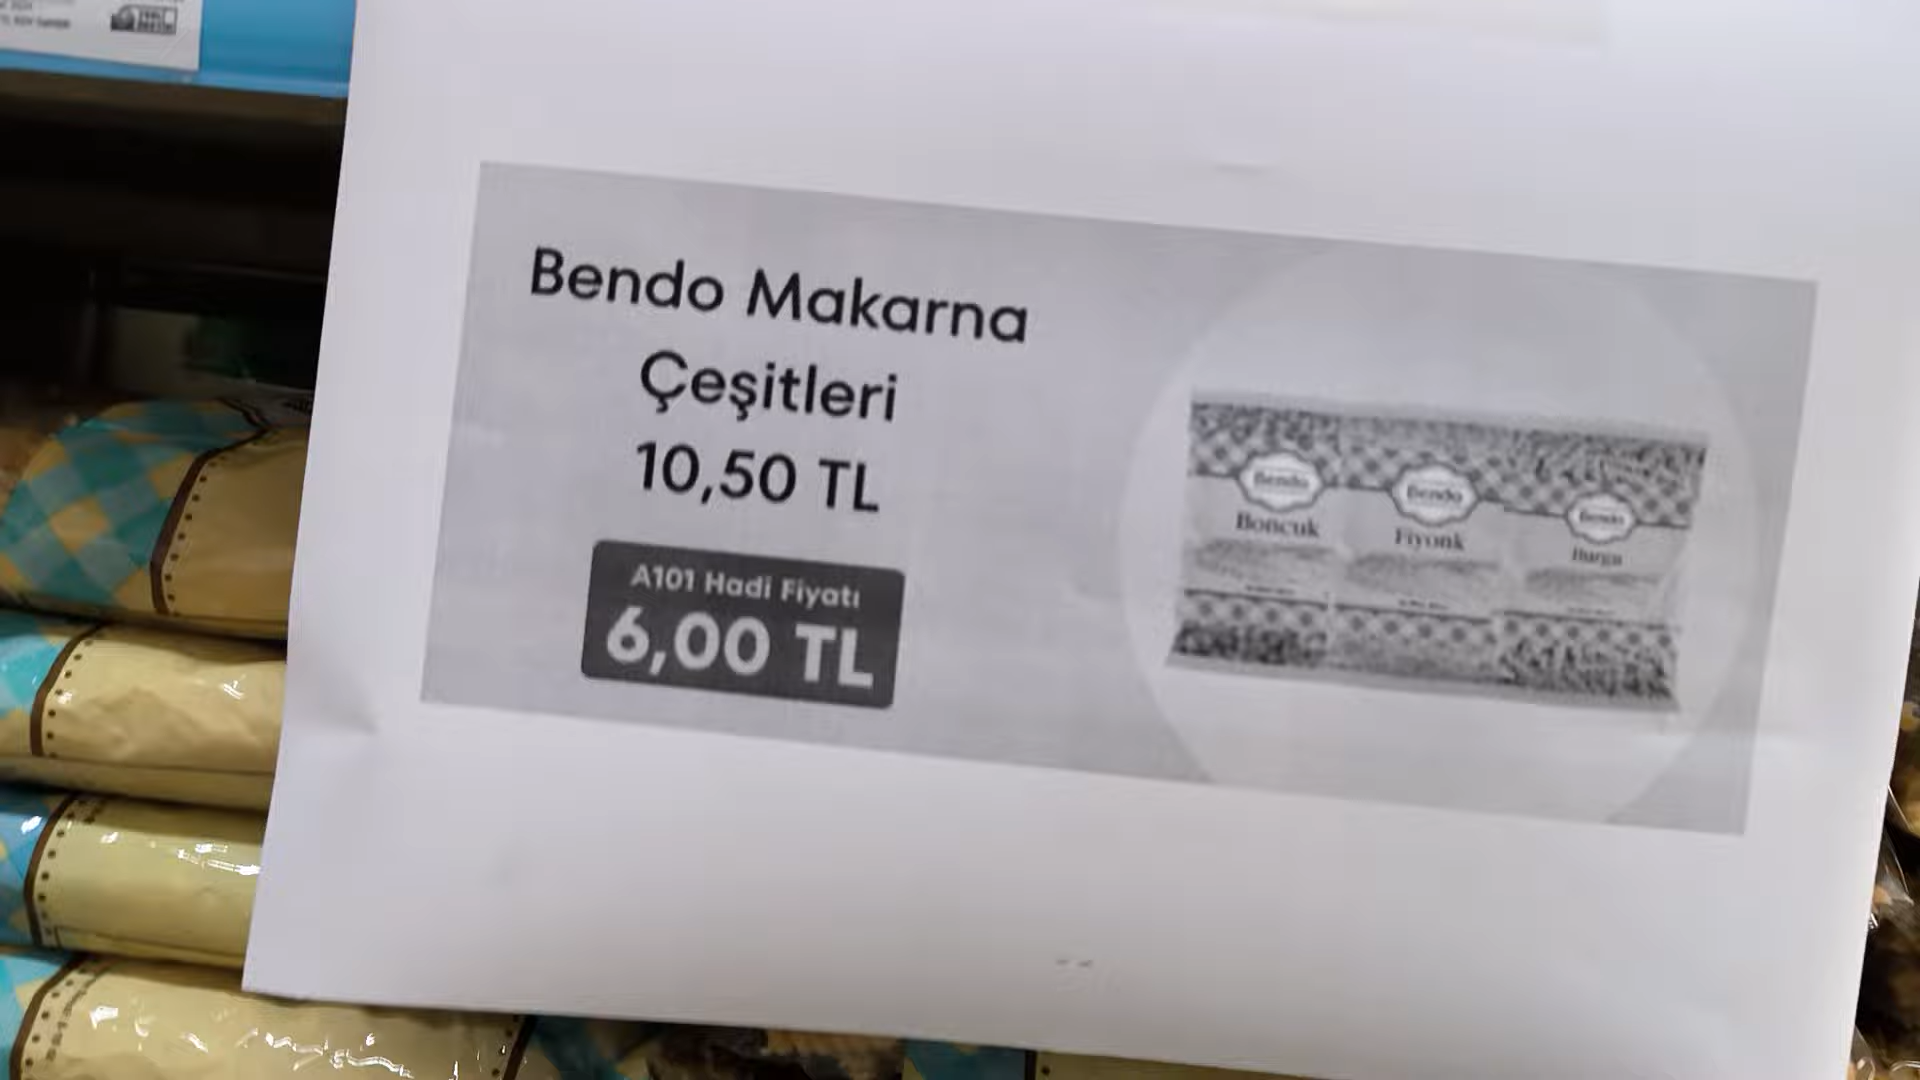 Bendo Makarna
Çeşitleri
10,50 TL
A101 Hadi Fiyatı
6,00 TL
Bendo
Boncuk
Bendo
Fiyonk
Bendo
Burgu